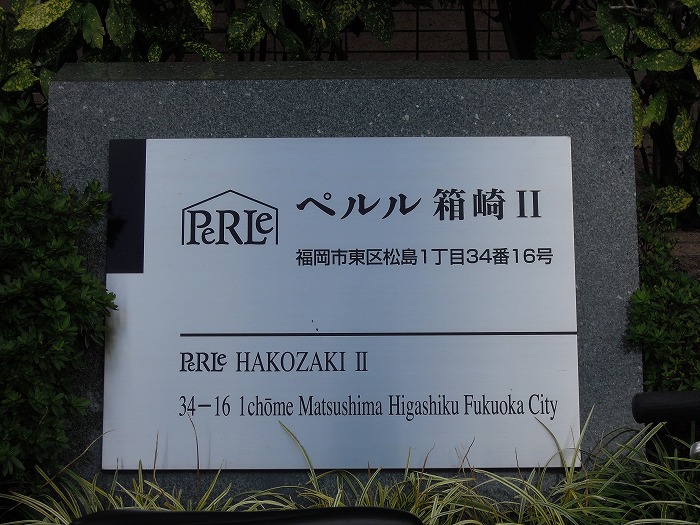 PeRLe ペルル 箱崎 II
福岡市東区松島1丁目34番16号
PeRLe HAKOZAKI II
34−16 1chōme Matsushima Higashiku Fukuoka City